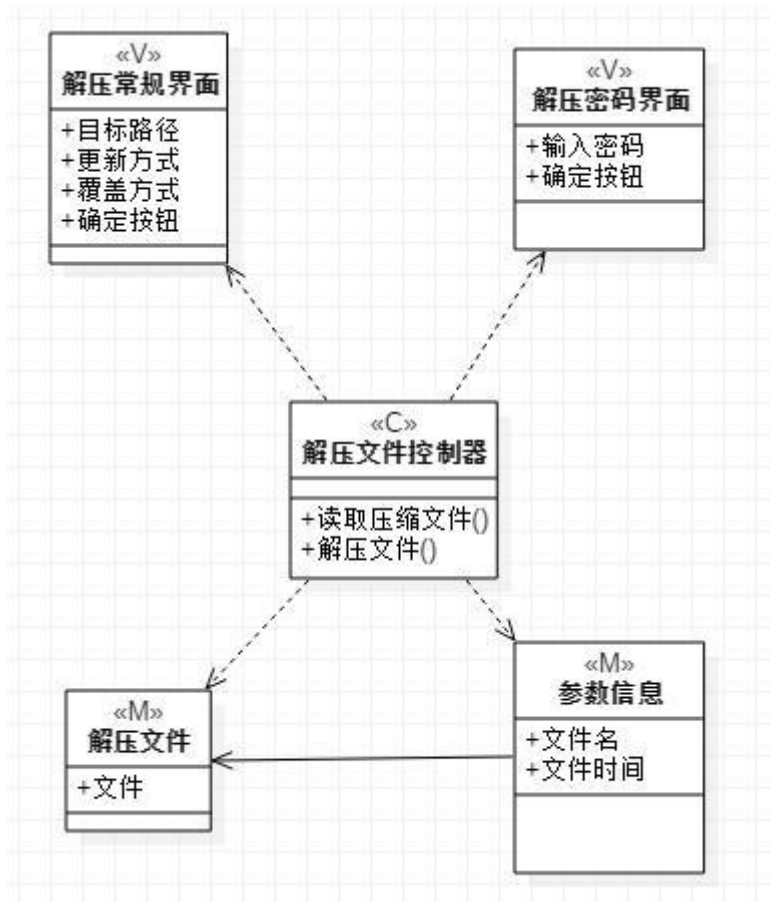 «V»
解压常规界面
+目标路径
+更新方式
+覆盖方式
+确定按钮
«V»
解压密码界面
+输入密码
+确定按钮
«C»
解压文件控制器
+读取压缩文件()
+解压文件()
«M»
解压文件
+文件
«M»
参数信息
+文件名
+文件时间